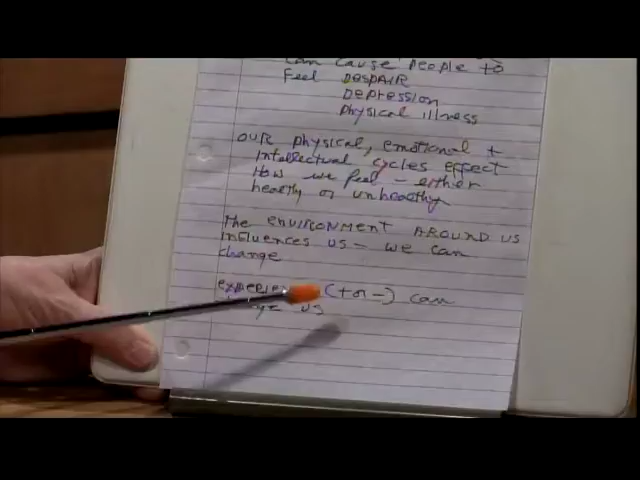 can cause people to
Feel DESPAIR
Depression
physical illness
OUR physical, emotional +
Intellectual cycles effect
How we feel - either
healthy or unhealthy
The ENVIRONMENT AROUND US
influences us - we can
change
(+ or -) can
us